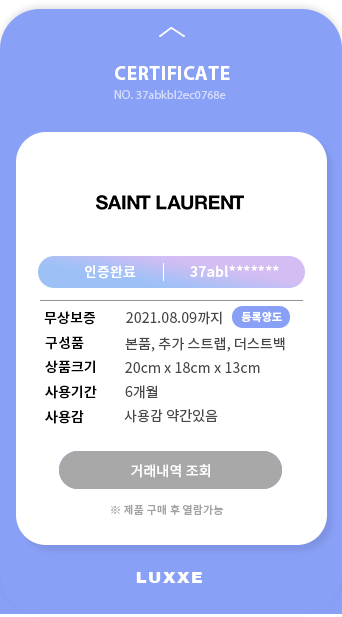 CERTIFICATE
NO. 37abkbl2ec0768e
SAINT LAURENT
인증완료 37abl*******
무상보증 2021.08.09까지 등록양도
구성품 본품, 추가 스트랩, 더스트백
상품크기 20cm x 18cm x 13cm
사용기간 6개월
사용감 사용감 약간있음
거래내역 조회
※ 제품 구매 후 열람가능
LUXXE